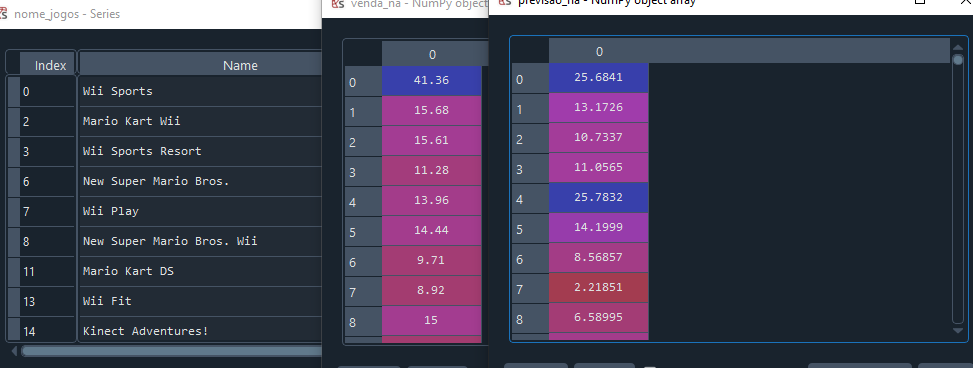 nome_jogos - Series
Index Name
0 Wii Sports
2 Mario Kart Wii
3 Wii Sports Resort
6 New Super Mario Bros.
7 Wii Play
8 New Super Mario Bros. Wii
11 Mario Kart DS
13 Wii Fit
14 Kinect Adventures!
venda_na - NumPy object
0
0 41.36
1 15.68
2 15.61
3 11.28
4 13.96
5 14.44
6 9.71
7 8.92
8 15
previsao_na - NumPy object array
0
0 25.6841
1 13.1726
2 10.7337
3 11.0565
4 25.7832
5 14.1999
6 8.56857
7 2.21851
8 6.58995